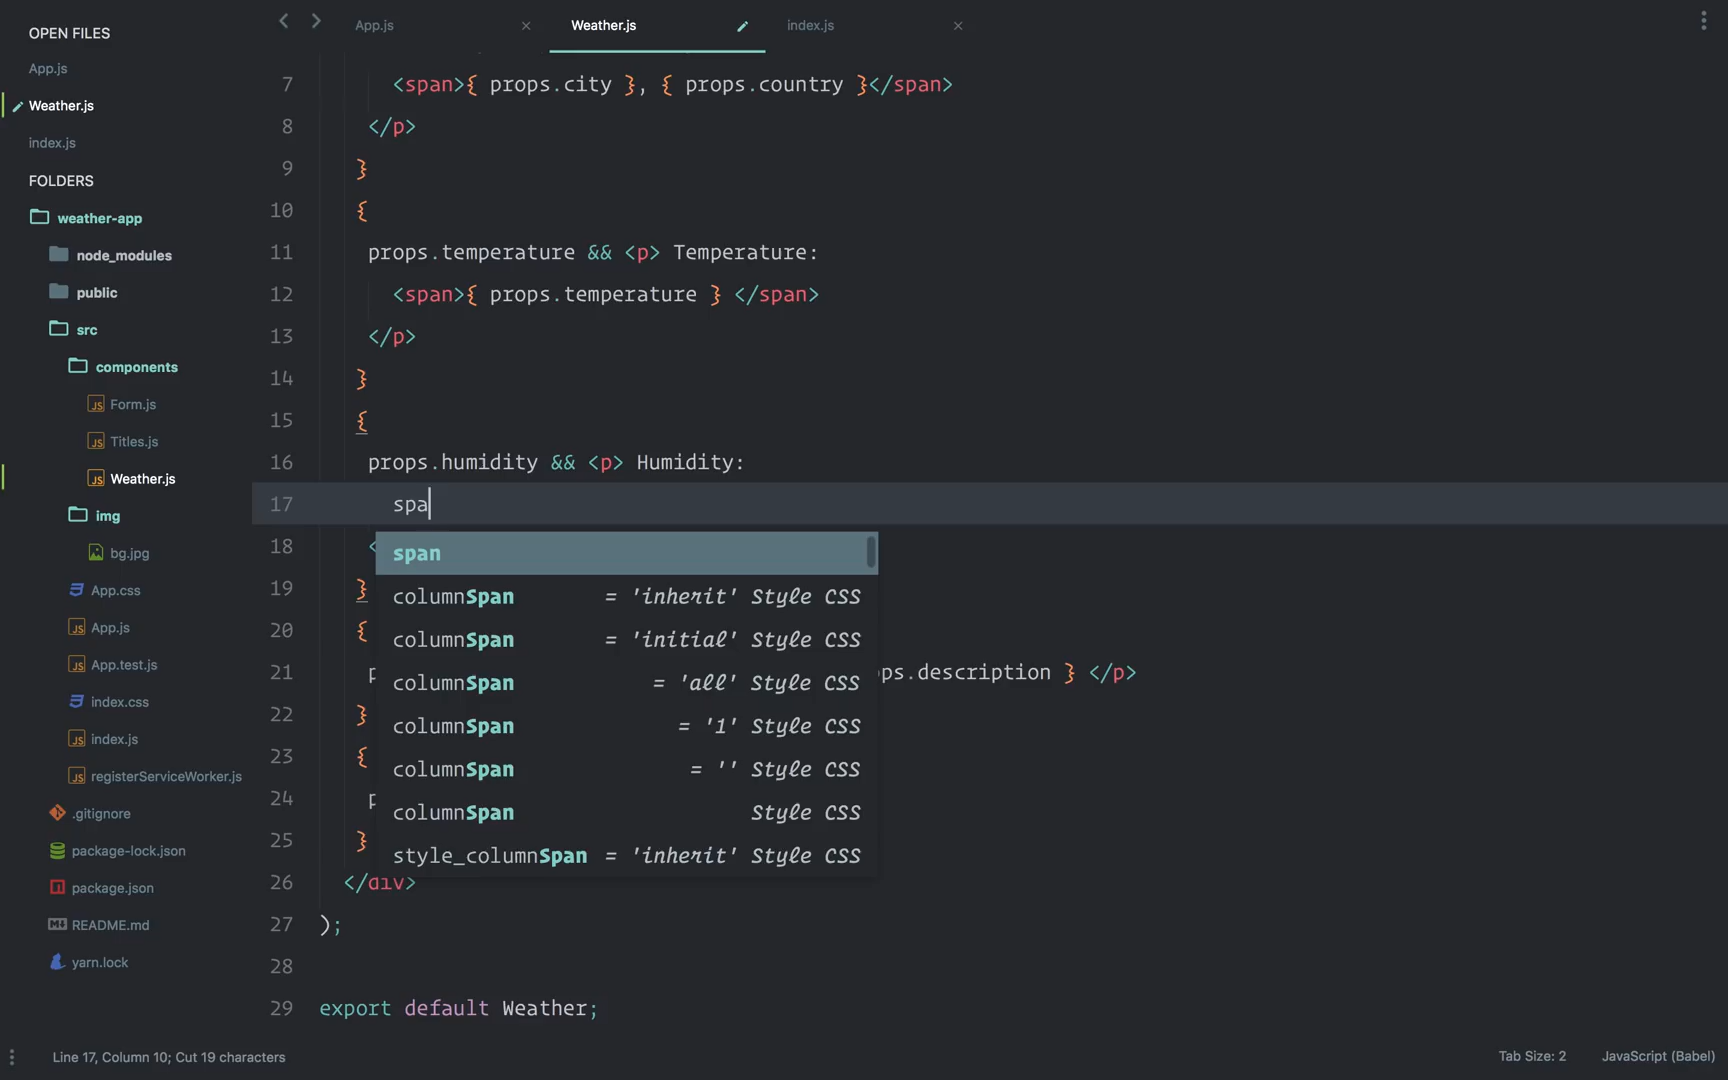 OPEN FILES
App.js
Weather.js
index.js
FOLDERS
weather-app
node_modules
public
src
components
Form.js
Titles.js
Weather.js
img
bg.jpg
App.css
App.js
App.test.js
index.css
index.js
registerServiceWorker.js
.gitignore
package-lock.json
package.json
README.md
yarn.lock
App.js Weather.js index.js
7 <span>{ props.city }, { props.country }</span>
8 </p>
9 }
10 {
11 props.temperature && <p> Temperature:
12 <span>{ props.temperature } </span>
13 </p>
14 }
15 {
16 props.humidity && <p> Humidity:
17 spa
18 <
19 }
20 {
21 p ps.description } </p>
22 }
23 {
24 p
25 }
26 </div>
27 );
28
29 export default Weather;
span
columnSpan = 'inherit' Style CSS
columnSpan = 'initial' Style CSS
columnSpan = 'all' Style CSS
columnSpan = '1' Style CSS
columnSpan = '' Style CSS
columnSpan Style CSS
style_columnSpan = 'inherit' Style CSS
Line 17, Column 10; Cut 19 characters
Tab Size: 2 JavaScript (Babel)